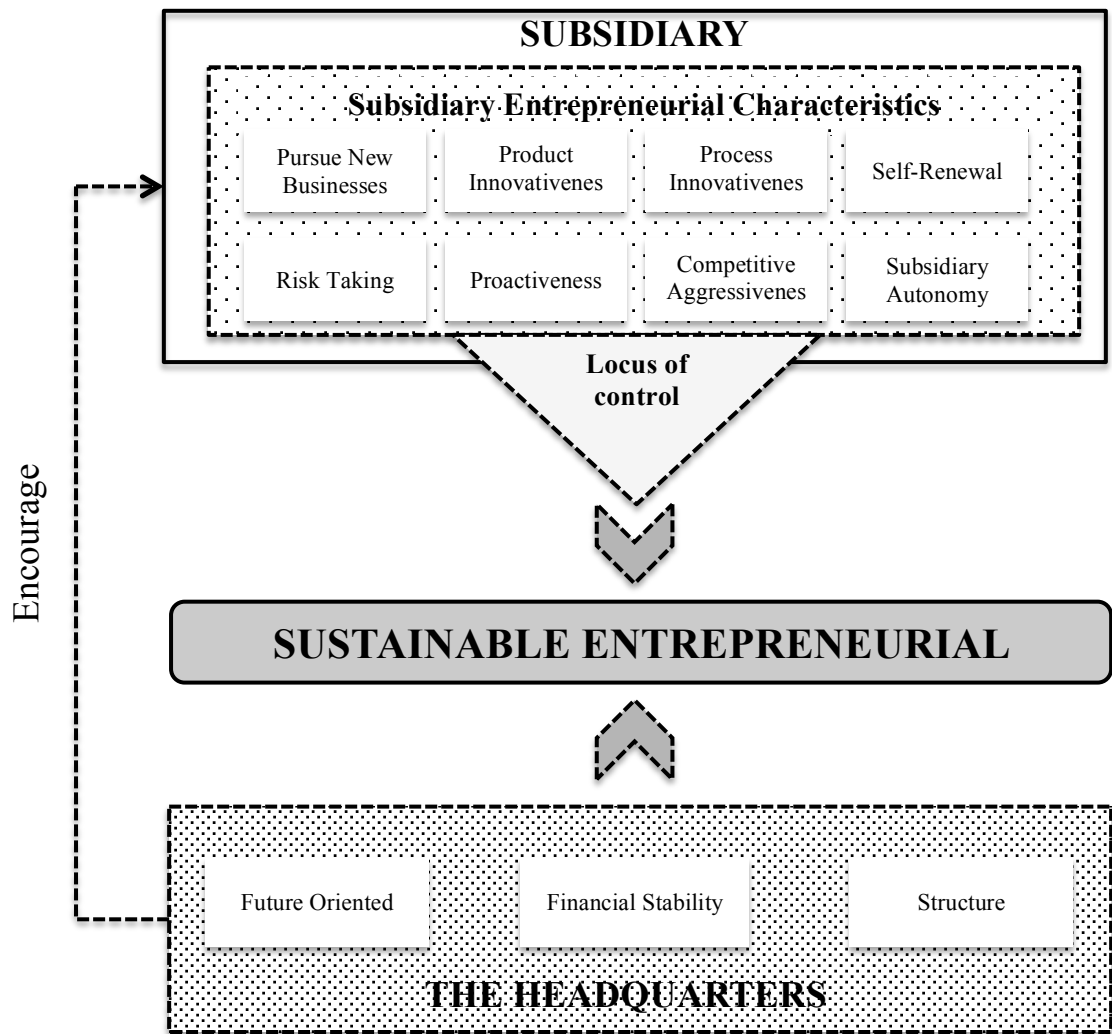 SUBSIDIARY
Subsidiary Entrepreneurial Characteristics
Pursue New
Businesses
Product
Innovativenes
Process
Innovativenes
Self-Renewal
Risk Taking
Proactiveness
Competitive
Aggressivenes
Subsidiary
Autonomy
Locus of
control
Encourage
SUSTAINABLE ENTREPRENEURIAL
Future Oriented
Financial Stability
Structure
THE HEADQUARTERS